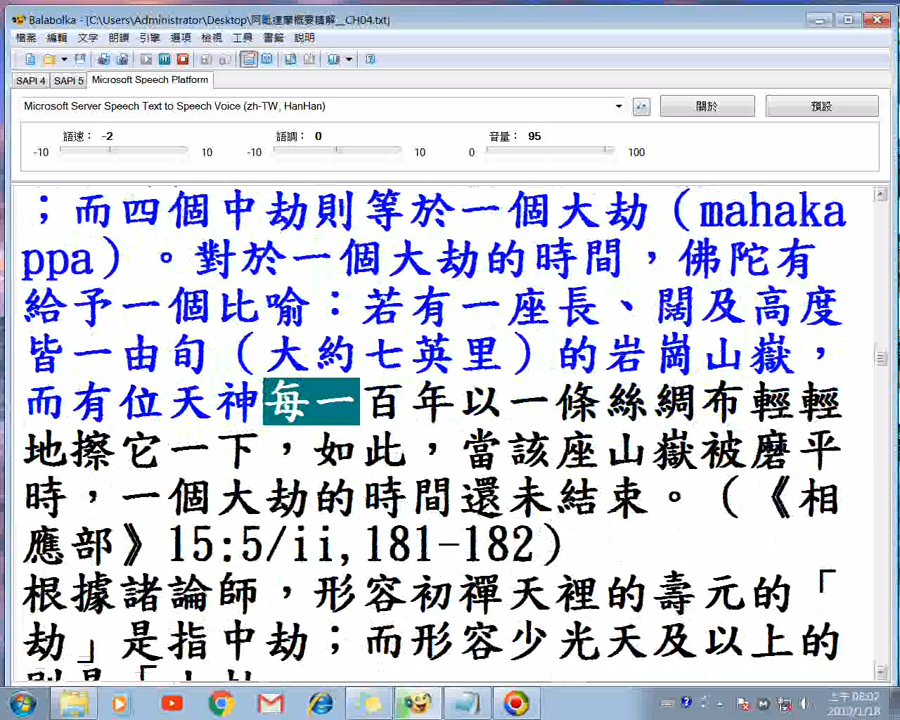 Balabolka - [C:\Users\Administrator\Desktop\阿毗達摩概要精解__CH04.txt]
檔案 編輯 文字 朗讀 引擎 選項 檢視 工具 書籤 說明
SAPI 4 SAPI 5 Microsoft Speech Platform
Microsoft Server Speech Text to Speech Voice (zh-TW, HanHan) 關於 預設
語速： -2 語調： 0 音量： 95
-10 10 -10 10 0 100
；而四個中劫則等於一個大劫（mahaka
ppa）。對於一個大劫的時間，佛陀有
給予一個比喻：若有一座長、闊及高度
皆一由旬（大約七英里）的岩崗山嶽，
而有位天神每一百年以一條絲綢布輕輕
地擦它一下，如此，當該座山嶽被磨平
時，一個大劫的時間還未結束。（《相
應部》15:5/ii,181-182）
根據諸論師，形容初禪天裡的壽元的「
劫」是指中劫；而形容少光天及以上的
上午 08:02